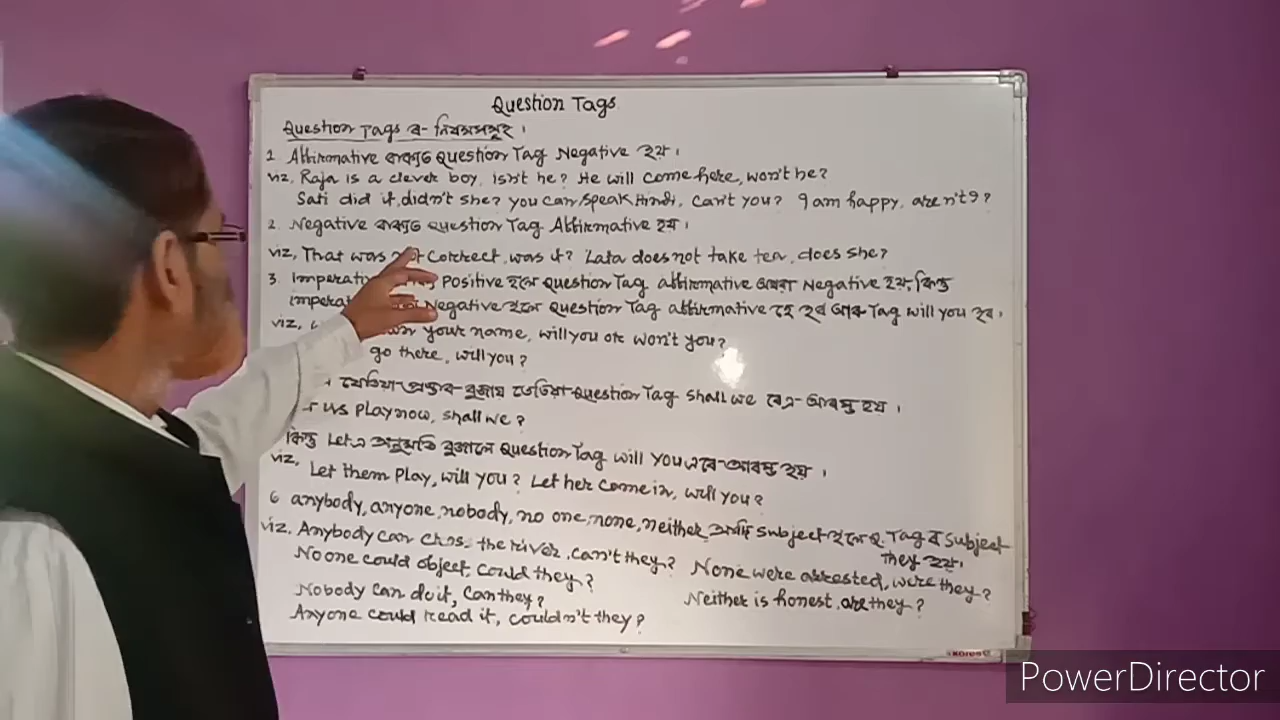 Question Tags
Question Tags ৰ- নিয়মসমূহ ।
1. Affirmative বাক্যত Question Tag Negative হয় ।
viz, Raja is a clever boy, isn't he? He will come here, won't he?
Sati did it, didn't she? you can speak Hindi, can't you? I am happy, aren't I?
2. Negative বাক্যত Question Tag Affirmative হয় ।
viz, That was not correct, was it? Lata does not take tea, does she?
3. Imperative Positive হলে Question Tag affirmative অথবা Negative হয়, কিন্তু
Negative হলে Question Tag affirmative হে হব আৰু Tag will you হব ।
viz, your name, will you or won't you?
go there, will you?
যেতিয়া প্ৰস্তাৱ বুজায় তেতিয়া Question Tag shall we ৰে আৰম্ভ হয় ।
us Play now, shall we?
কিন্তু Let এ অনুমতি বুজালে Question Tag will you এৰে আৰম্ভ হয় ।
viz, Let them Play, will you? Let her come in, will you?
6 anybody, anyone, nobody, no one, none, neither আদি subject হলে Q. Tag ৰ subject they হয় ।
viz. Anybody can cross the river, can't they? None were arrested, were they?
No one could object, could they?
Nobody can do it, can they? Neither is honest, are they?
Anyone could read it, couldn't they?
KORES
PowerDirector